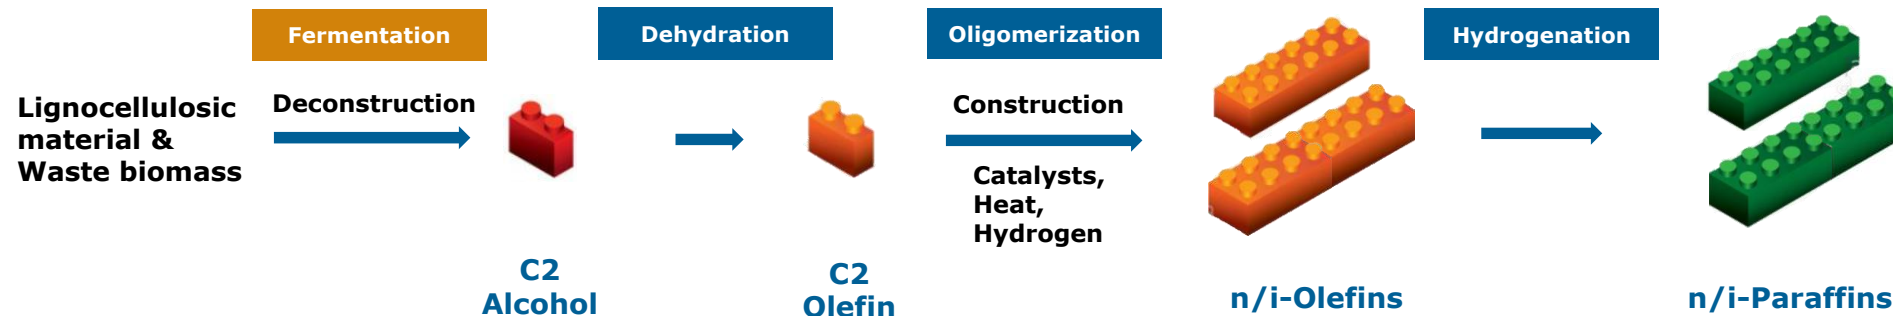 Fermentation
Dehydration
Oligomerization
Hydrogenation
Lignocellulosic
material &
Waste biomass
Deconstruction
Construction
Catalysts,
Heat,
Hydrogen
C2
Alcohol
C2
Olefin
n/i-Olefins
n/i-Paraffins